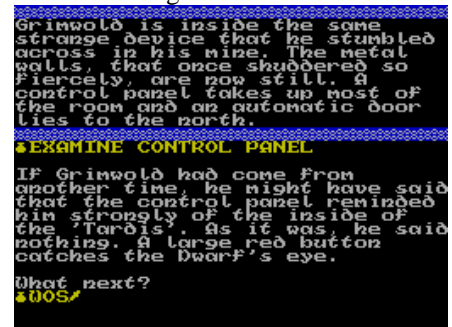 Grimwold is inside the same
strange device that he stumbled
across in his mine. The metal
walls, that once shuddered so
fiercely, are now still. A
control panel takes up most of
the room and an automatic door
lies to the north.
EXAMINE CONTROL PANEL
If Grimwold had come from
another time, he might have said
that the control panel reminded
him strongly of the inside of
the 'Tardis'. As it was, he said
nothing. A large red button
catches the Dwarf's eye.
What next?
WOS